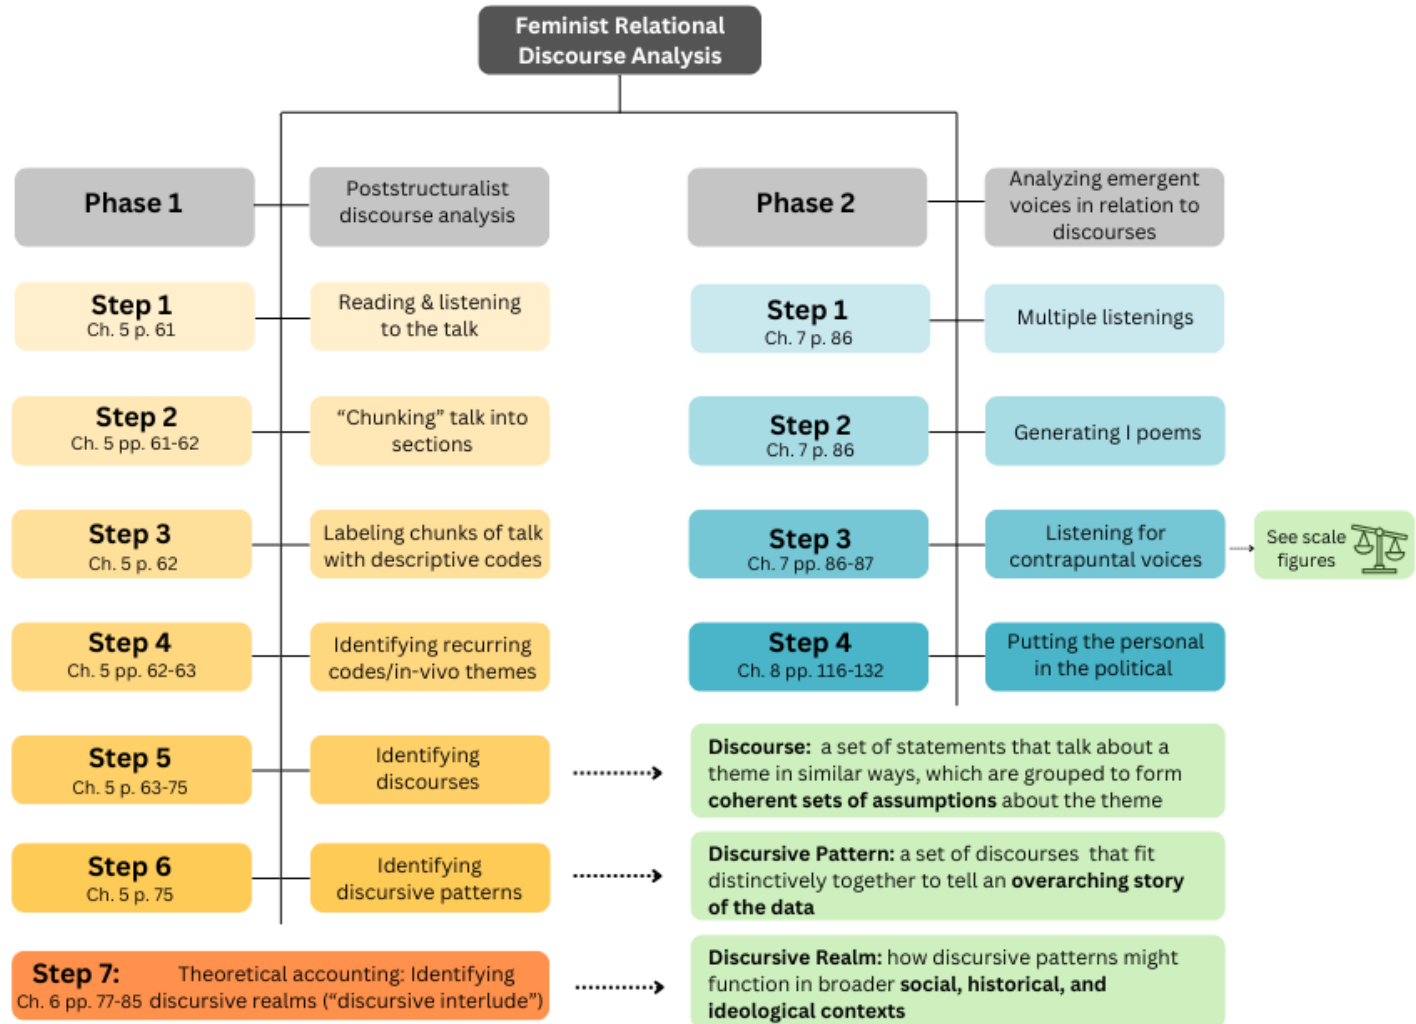 Feminist Relational
Discourse Analysis
Phase 1
Poststructuralist
discourse analysis
Step 1
Ch. 5 p. 61
Reading & listening
to the talk
Step 2
Ch. 5 pp. 61-62
“Chunking” talk into
sections
Step 3
Ch. 5 p. 62
Labeling chunks of talk
with descriptive codes
Step 4
Ch. 5 pp. 62-63
Identifying recurring
codes/in-vivo themes
Step 5
Ch. 5 p. 63-75
Identifying
discourses
Step 6
Ch. 5 p. 75
Identifying
discursive patterns
Step 7:
Ch. 6 pp. 77-85
Theoretical accounting: Identifying
discursive realms (“discursive interlude”)
Phase 2
Analyzing emergent
voices in relation to
discourses
Step 1
Ch. 7 p. 86
Multiple listenings
Step 2
Ch. 7 p. 86
Generating I poems
Step 3
Ch. 7 pp. 86-87
Listening for
contrapuntal voices
See scale
figures
Step 4
Ch. 8 pp. 116-132
Putting the personal
in the political
Discourse: a set of statements that talk about a
theme in similar ways, which are grouped to form
coherent sets of assumptions about the theme
Discursive Pattern: a set of discourses that fit
distinctively together to tell an overarching story
of the data
Discursive Realm: how discursive patterns might
function in broader social, historical, and
ideological contexts